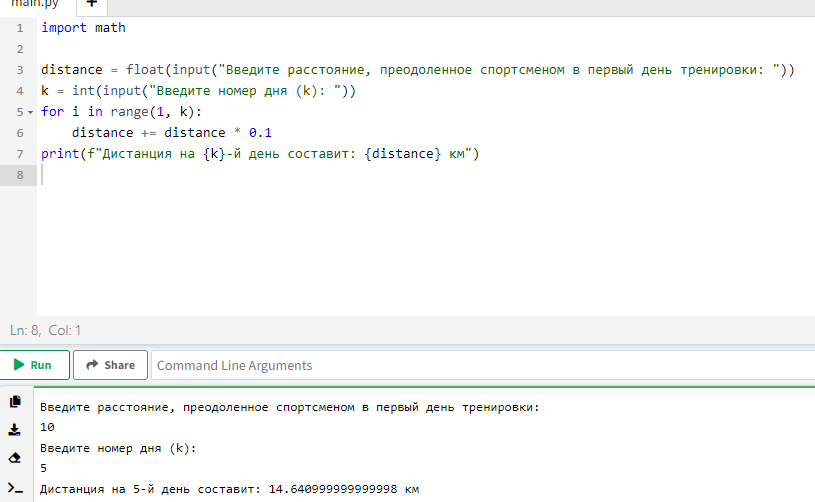 main.py +
1 import math
2
3 distance = float(input("Введите расстояние, преодоленное спортсменом в первый день тренировки: "))
4 k = int(input("Введите номер дня (k): "))
5 for i in range(1, k):
6     distance += distance * 0.1
7 print(f"Дистанция на {k}-й день составит: {distance} км")
8
Ln: 8, Col: 1
Run Share Command Line Arguments
Введите расстояние, преодоленное спортсменом в первый день тренировки:
10
Введите номер дня (k):
5
Дистанция на 5-й день составит: 14.640999999999998 км